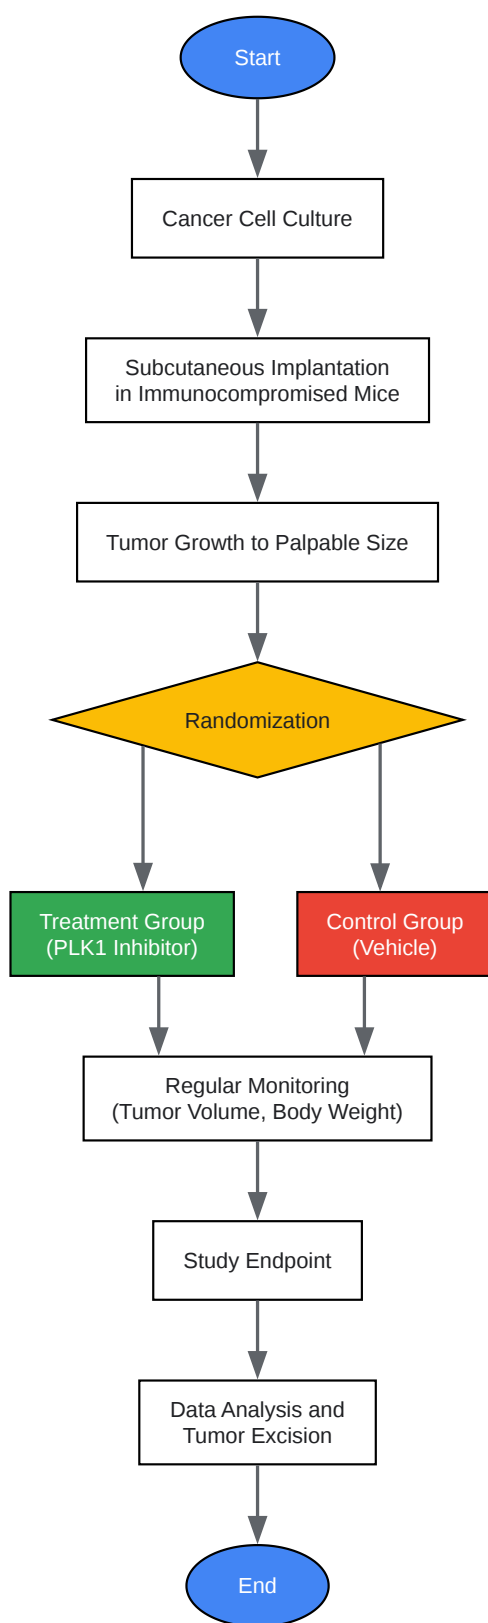 Start
Cancer Cell Culture
Subcutaneous Implantation
in Immunocompromised Mice
Tumor Growth to Palpable Size
Randomization
Treatment Group
(PLK1 Inhibitor)
Control Group
(Vehicle)
Regular Monitoring
(Tumor Volume, Body Weight)
Study Endpoint
Data Analysis and
Tumor Excision
End